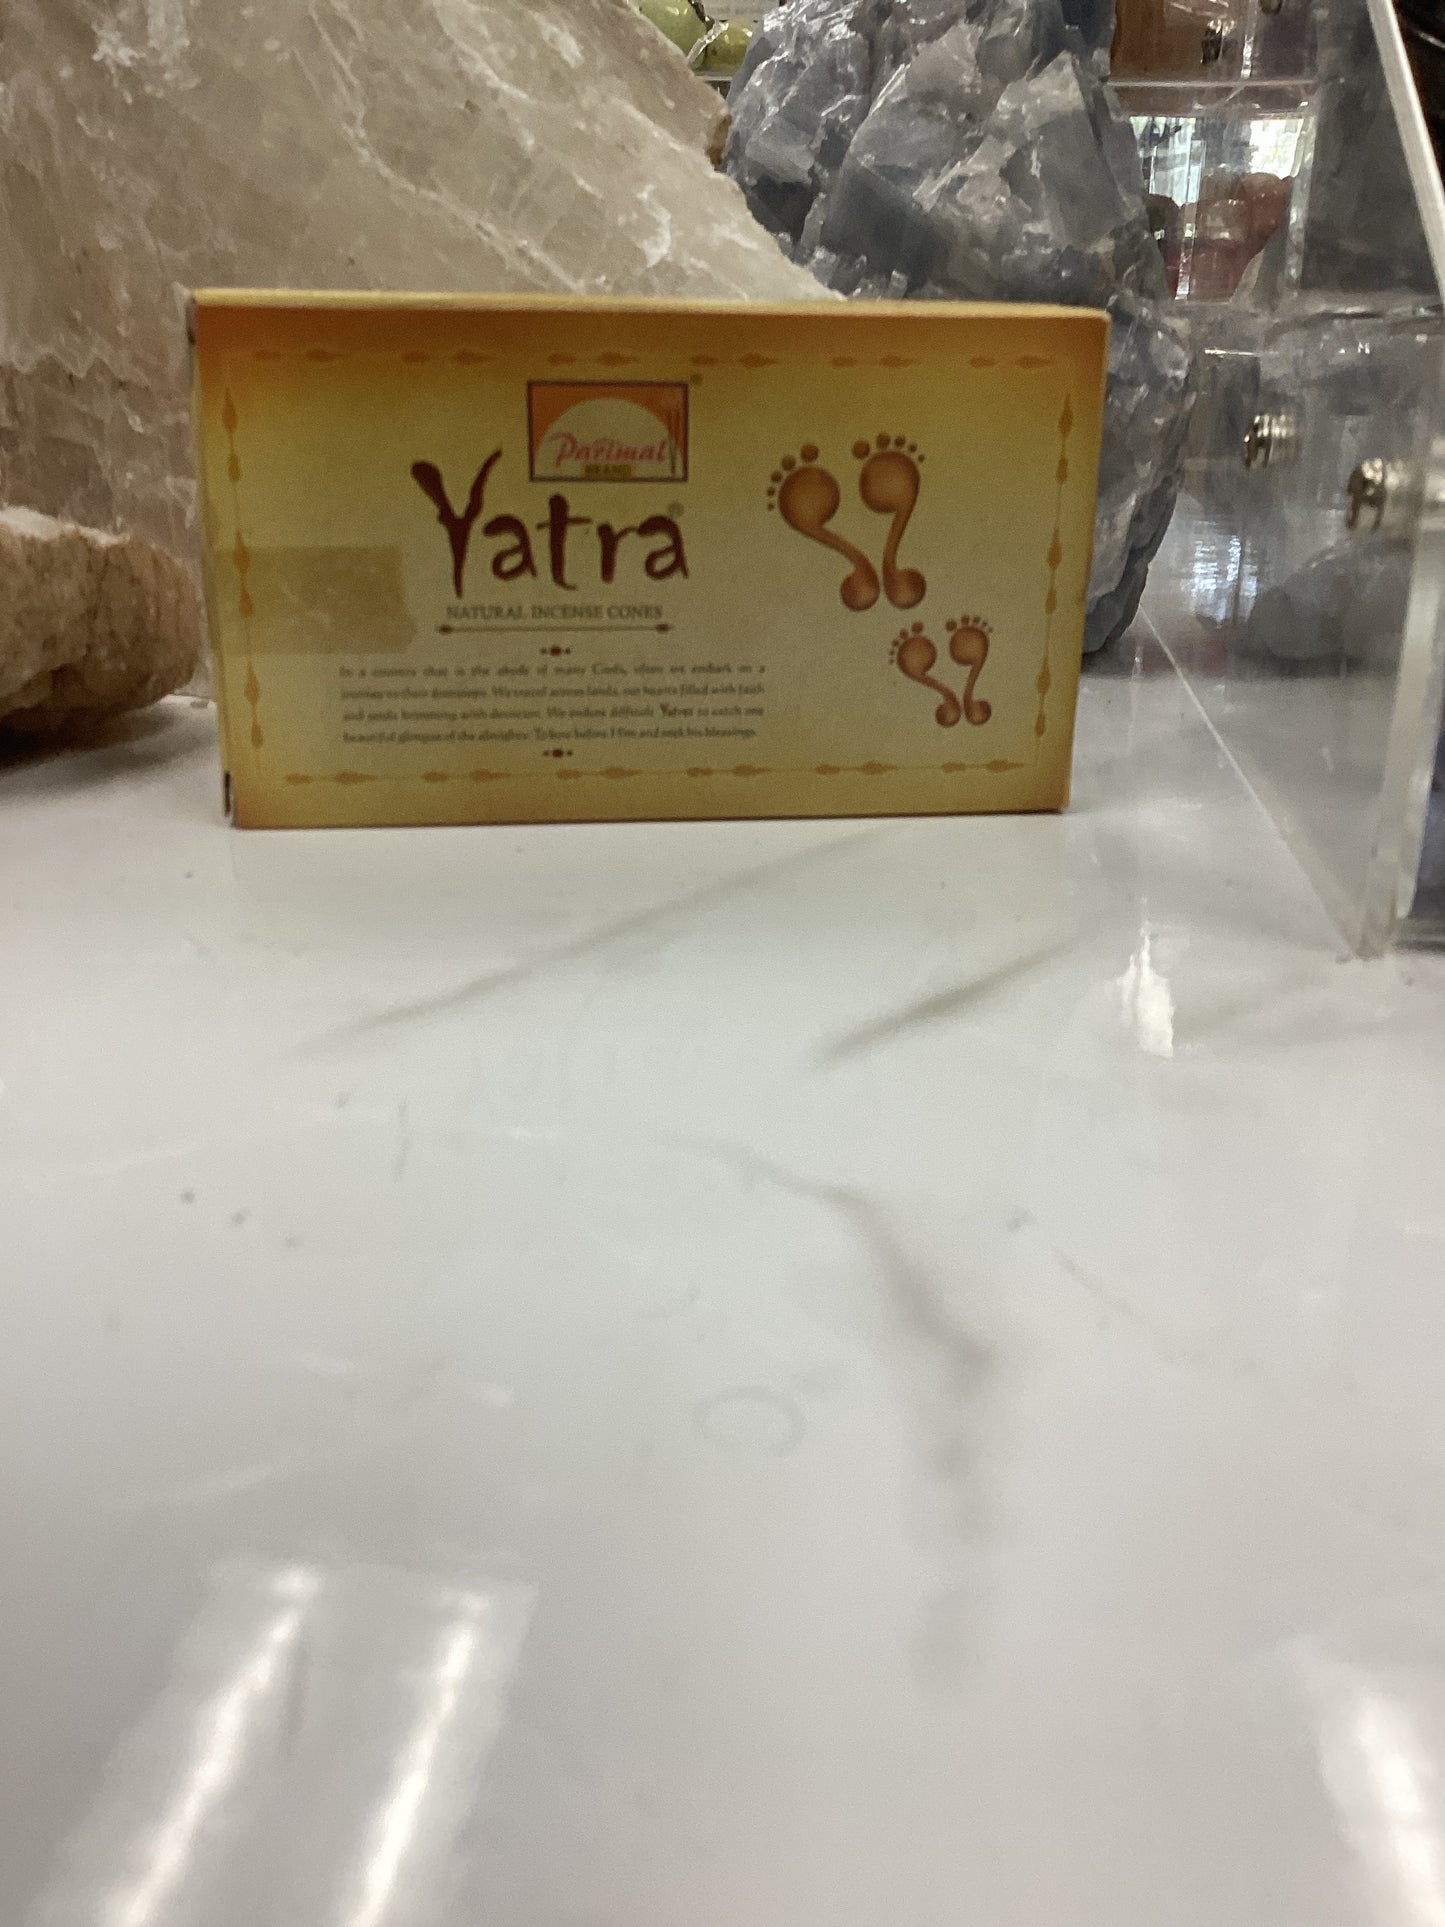 Parimal
BRAND
Yatra
NATURAL INCENSE CONES
In a country that is the abode of many Gods, often we embark on a
journey to their doorsteps. We travel across lands, our hearts filled with faith
and souls brimming with devotion. We endure difficult Yatras to catch one
beautiful glimpse of the almighty. To bow before Him and seek his blessings.